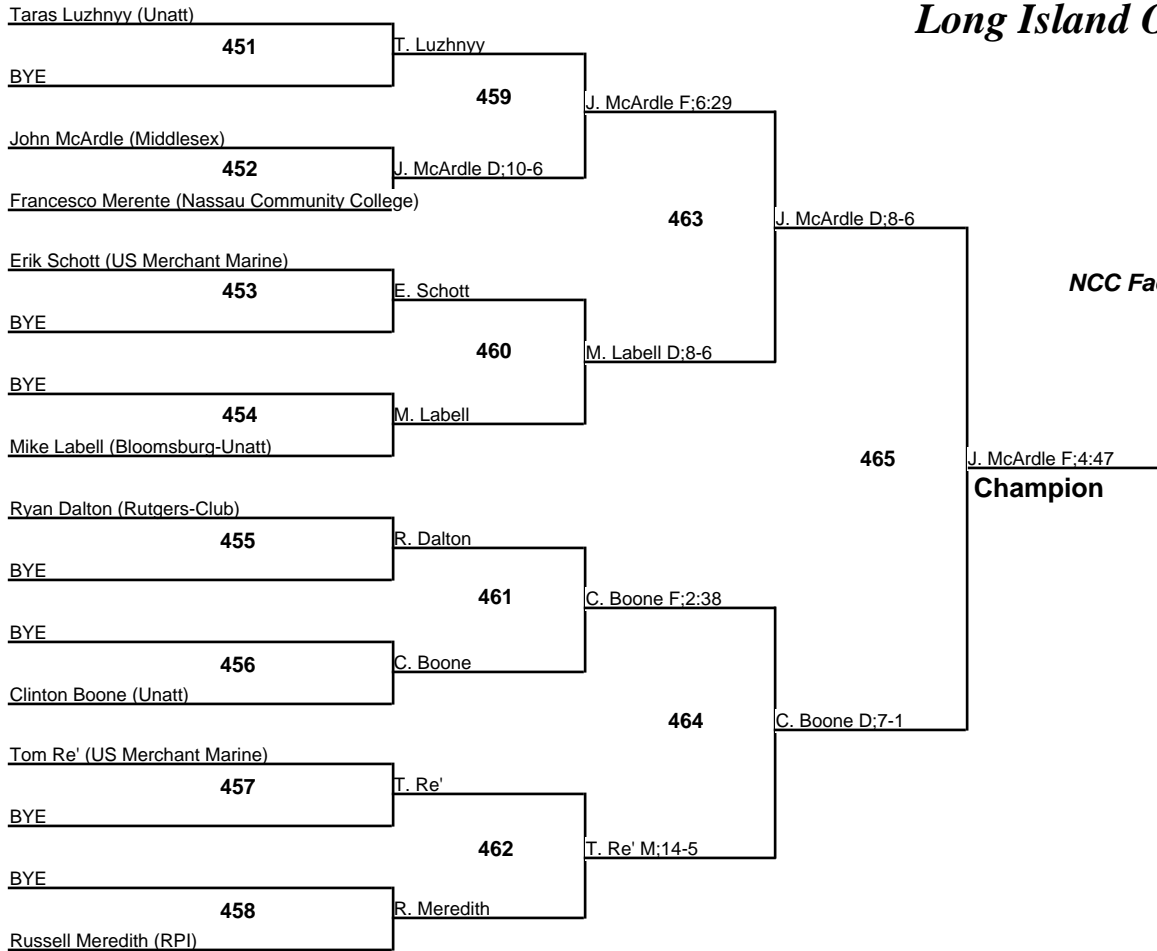 Taras Luzhnyy (Unatt)
Long Island
451
T. Luzhnyy
BYE
459
J. McArdle F;6:29
John McArdle (Middlesex)
452
J. McArdle D;10-6
Francesco Merente (Nassau Community College)
463
J. McArdle D;8-6
Erik Schott (US Merchant Marine)
453
E. Schott
NCC
BYE
460
M. Labell D;8-6
BYE
454
M. Labell
Mike Labell (Bloomsburg-Unatt)
465
J. McArdle F;4:47
Champion
Ryan Dalton (Rutgers-Club)
455
R. Dalton
BYE
461
C. Boone F;2:38
BYE
456
C. Boone
Clinton Boone (Unatt)
464
C. Boone D;7-1
Tom Re' (US Merchant Marine)
457
T. Re'
BYE
462
T. Re' M;14-5
BYE
458
R. Meredith
Russell Meredith (RPI)